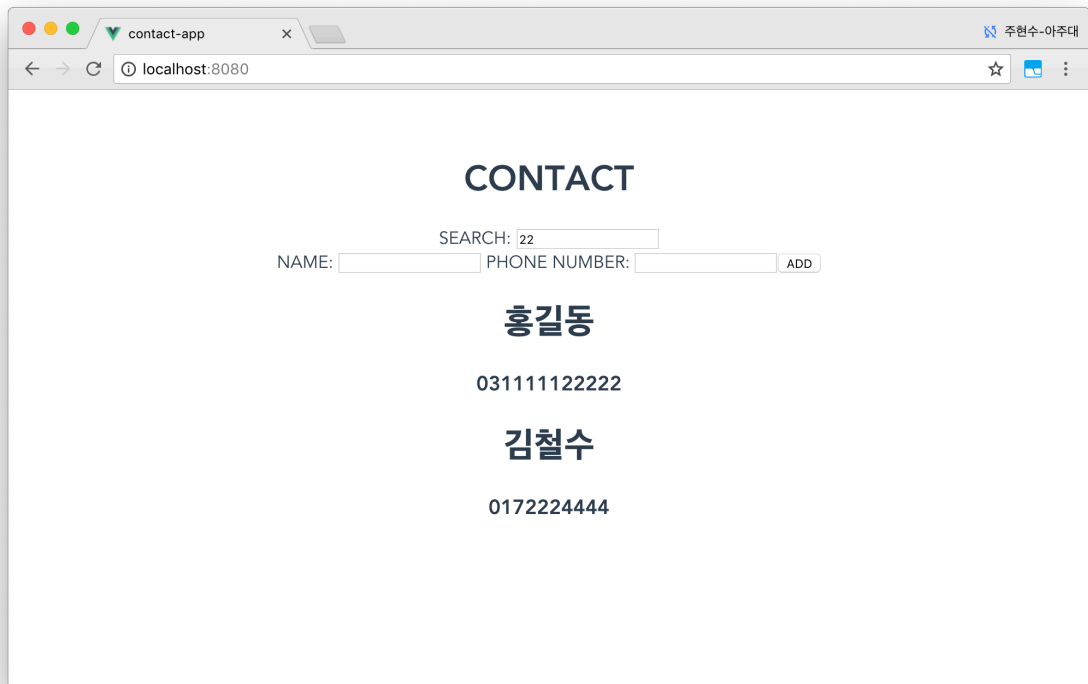 contact-app
주현수-아주대
localhost:8080
CONTACT
SEARCH: 22
NAME: PHONE NUMBER: ADD
홍길동
031111122222
김철수
0172224444